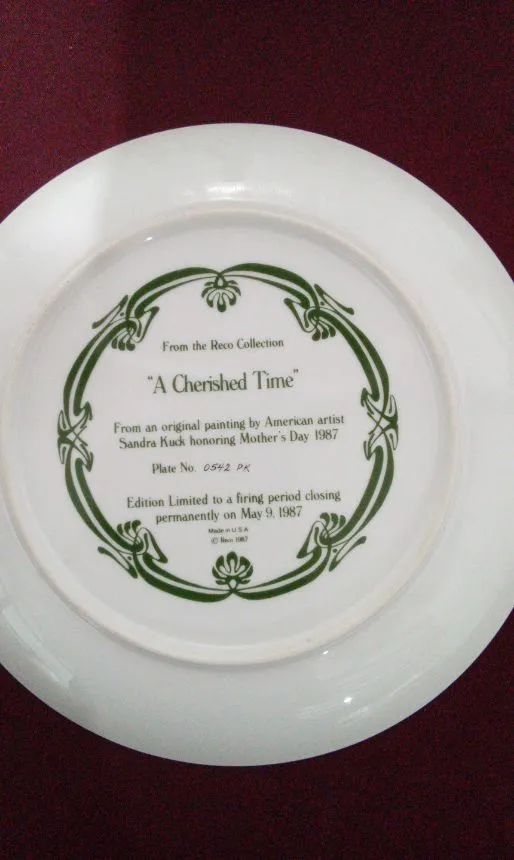 From the Reco Collection
"A Cherished Time"
From an original painting by American artist
Sandra Kuck honoring Mother's Day 1987
Plate No. 0542 PK
Edition Limited to a firing period closing
permanently on May 9, 1987
Made in U.S.A.
© Reco 1987